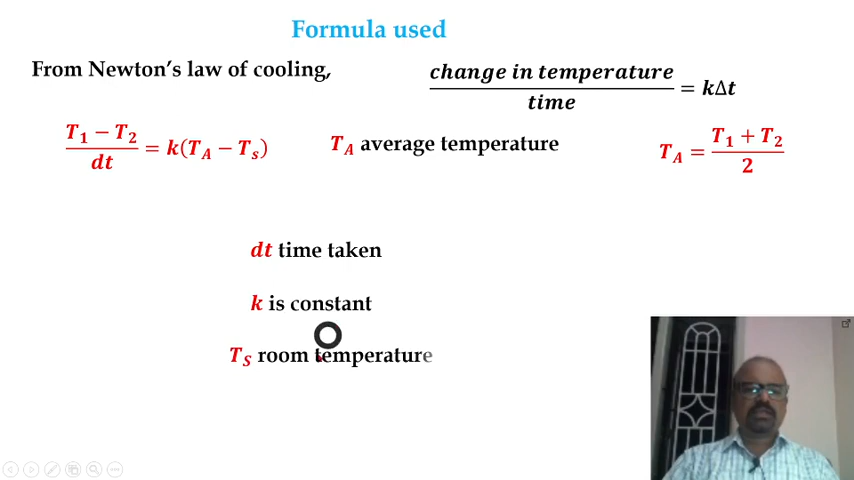 Formula used
From Newton's law of cooling,
change in temperature / time = kΔt
T₁ − T₂ / dt = k(T_A − Tₛ)
T_A average temperature
T_A = T₁ + T₂ / 2
dt time taken
k is constant
T_S room temperature